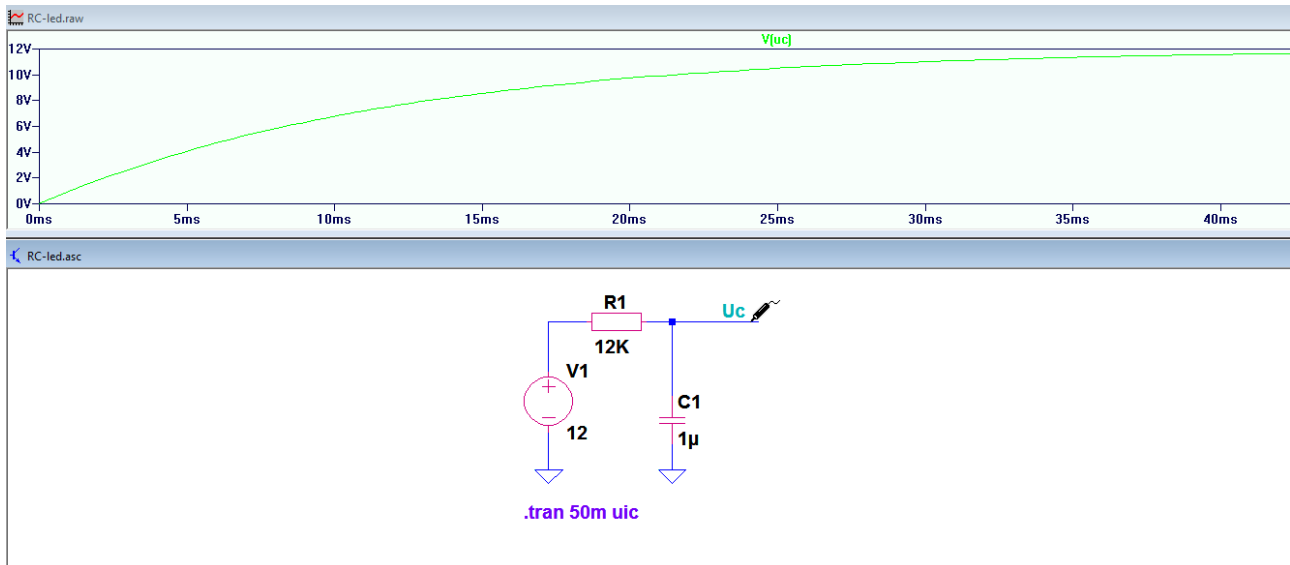 RC-led.raw
V(uc)
12V
10V
8V
6V
4V
2V
0V
0ms 5ms 10ms 15ms 20ms 25ms 30ms 35ms 40ms
RC-led.asc
R1
Uc
12K
V1
C1
12
1µ
.tran 50m uic